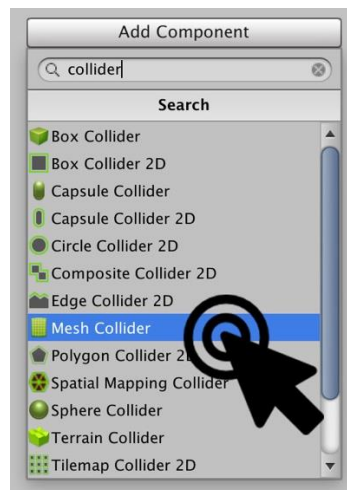 Add Component
collider
Search
Box Collider
Box Collider 2D
Capsule Collider
Capsule Collider 2D
Circle Collider 2D
Composite Collider 2D
Edge Collider 2D
Mesh Collider
Polygon Collider 2D
Spatial Mapping Collider
Sphere Collider
Terrain Collider
Tilemap Collider 2D